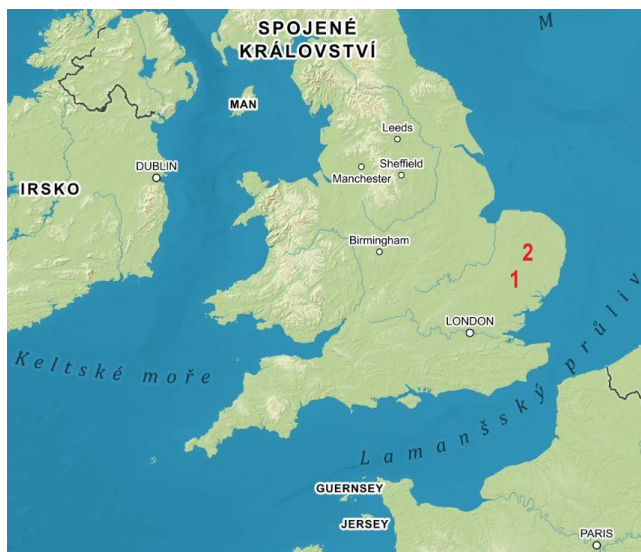 SPOJENÉ
KRÁLOVSTVÍ
M
MAN
Leeds
DUBLIN
Manchester
Sheffield
IRSKO
Birmingham
2
1
LONDON
Keltské moře
Lamanšský průliv
GUERNSEY
JERSEY
PARIS